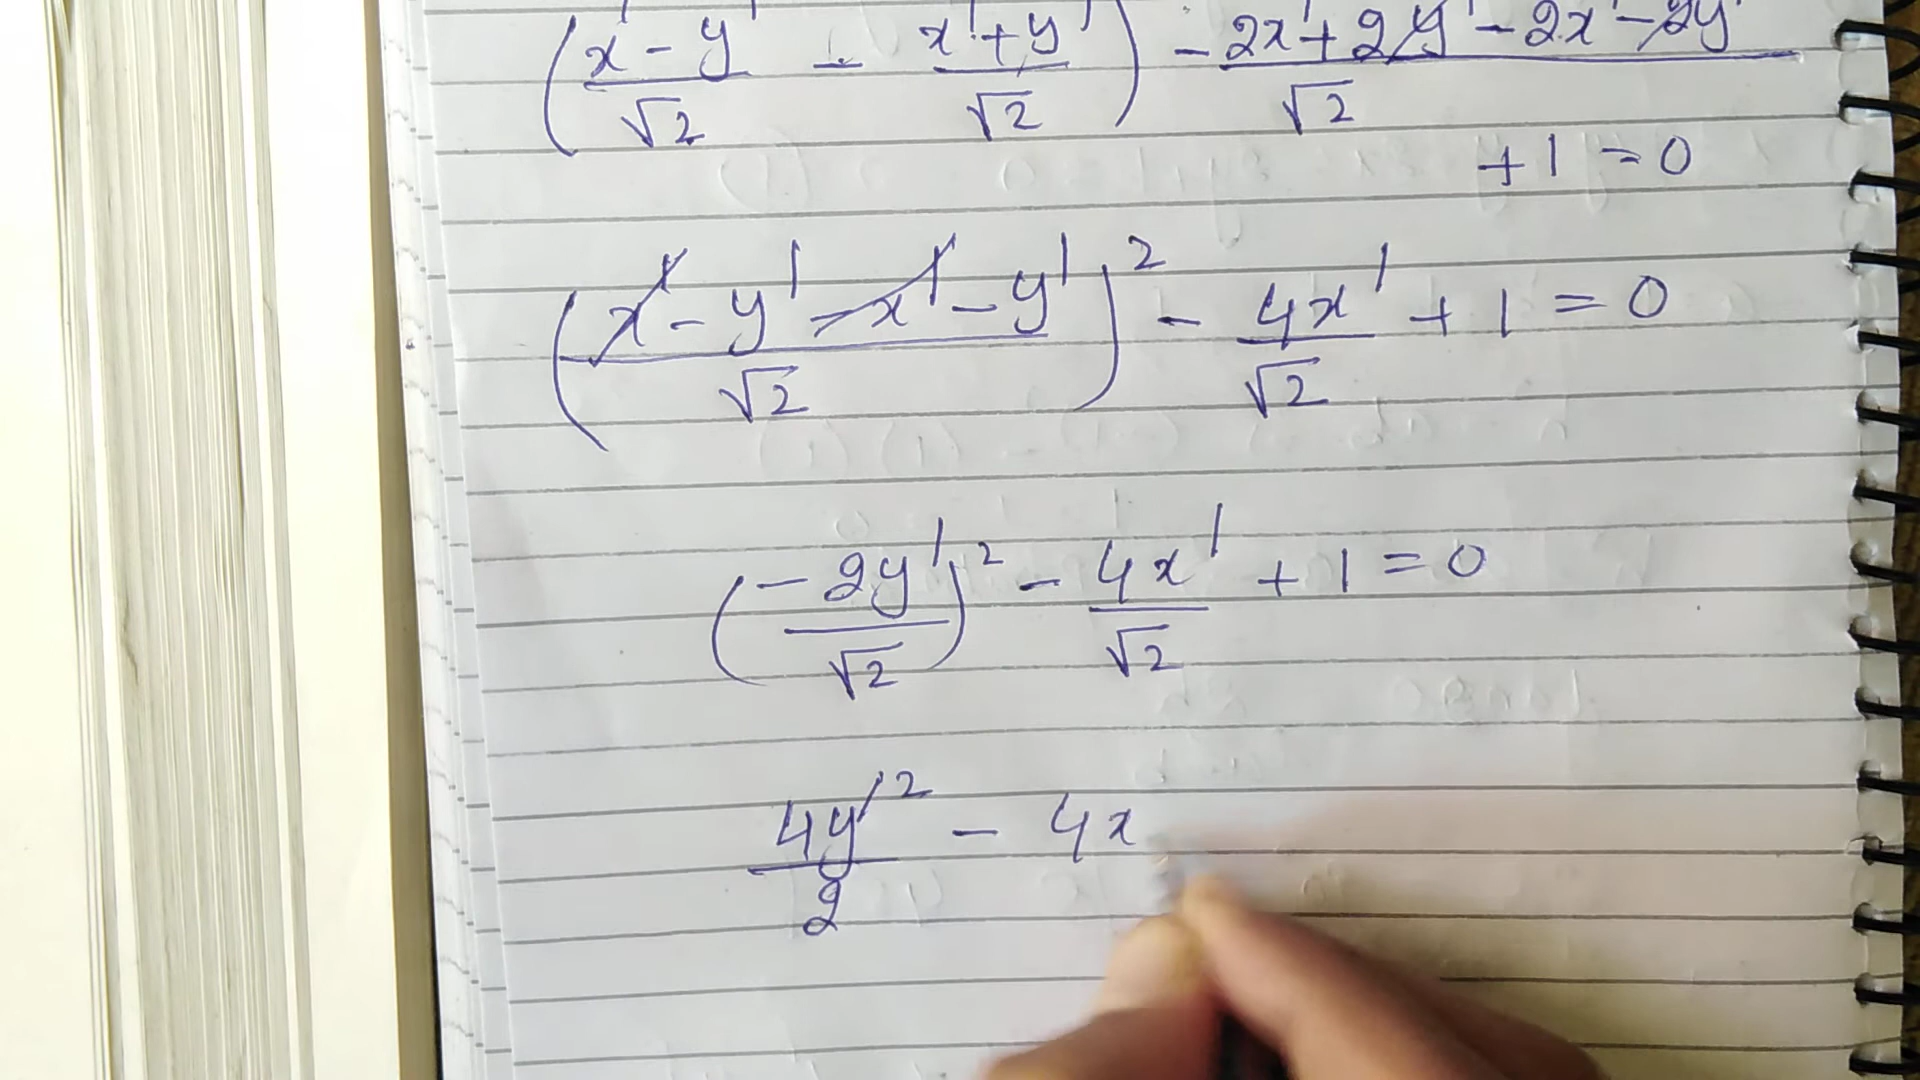 (x' - y' / √2 - x' + y' / √2) - 2x' + 2y' - 2x' - 2y' / √2
+ 1 = 0
(x' - y' - x' - y' / √2)² - 4x' / √2 + 1 = 0
(-2y' / √2)² - 4x' / √2 + 1 = 0
4y'² / 2 - 4x